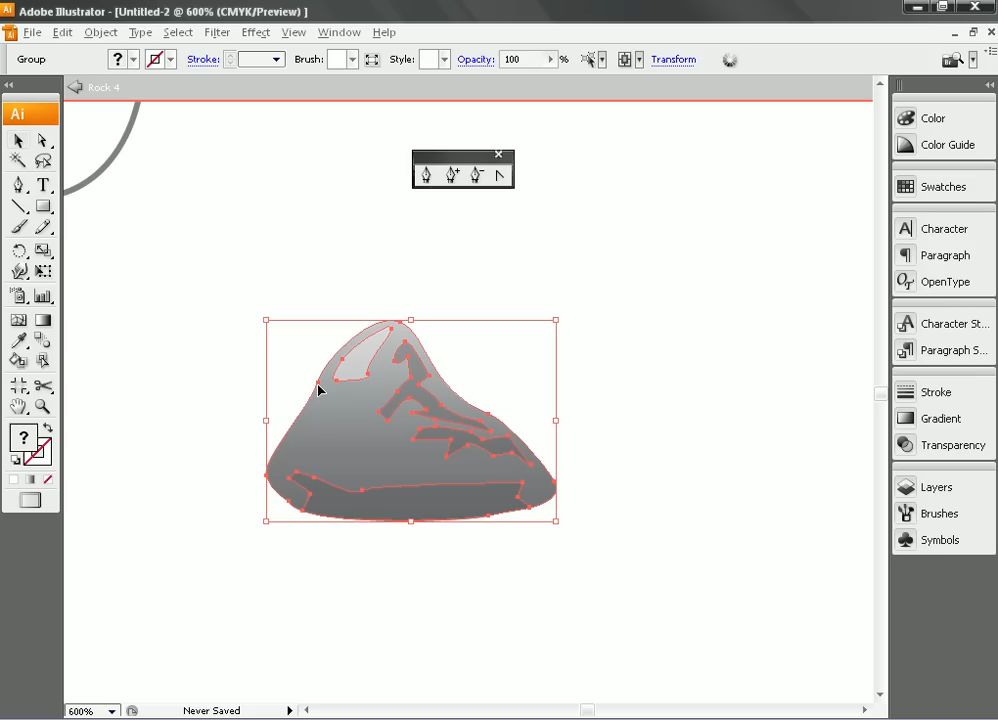 Ai Adobe Illustrator - [Untitled-2 @ 600% (CMYK/Preview) ]
Ai File Edit Object Type Select Filter Effect View Window Help
Group ? Stroke: Brush: Style: Opacity: 100 % Transform
Rock 4
Ai
T
?
Color
Color Guide
Swatches
A Character
Paragraph
OpenType
Character St...
Paragraph S...
Stroke
Gradient
Transparency
Layers
Brushes
Symbols
600% Never Saved